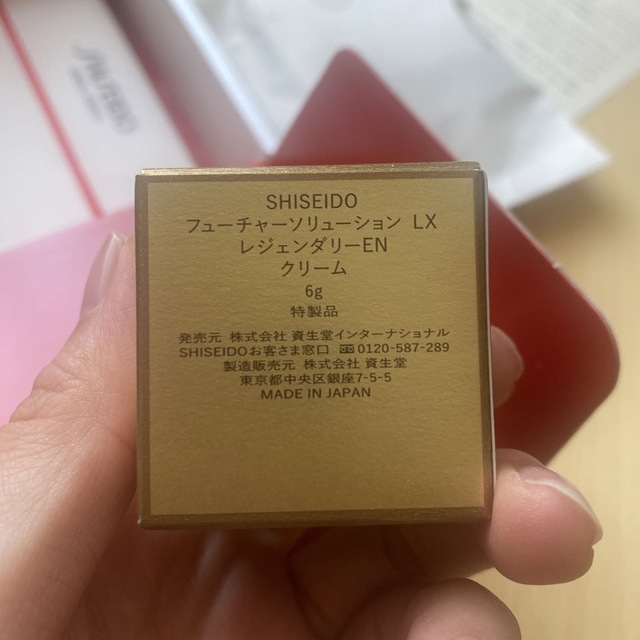 SHISEIDO
SHISEIDO
フューチャーソリューション LX
レジェンダリーEN
クリーム
6g
特製品
発売元 株式会社 資生堂インターナショナル
SHISEIDOお客さま窓口 0120-587-289
製造販売元 株式会社 資生堂
東京都中央区銀座7-5-5
MADE IN JAPAN